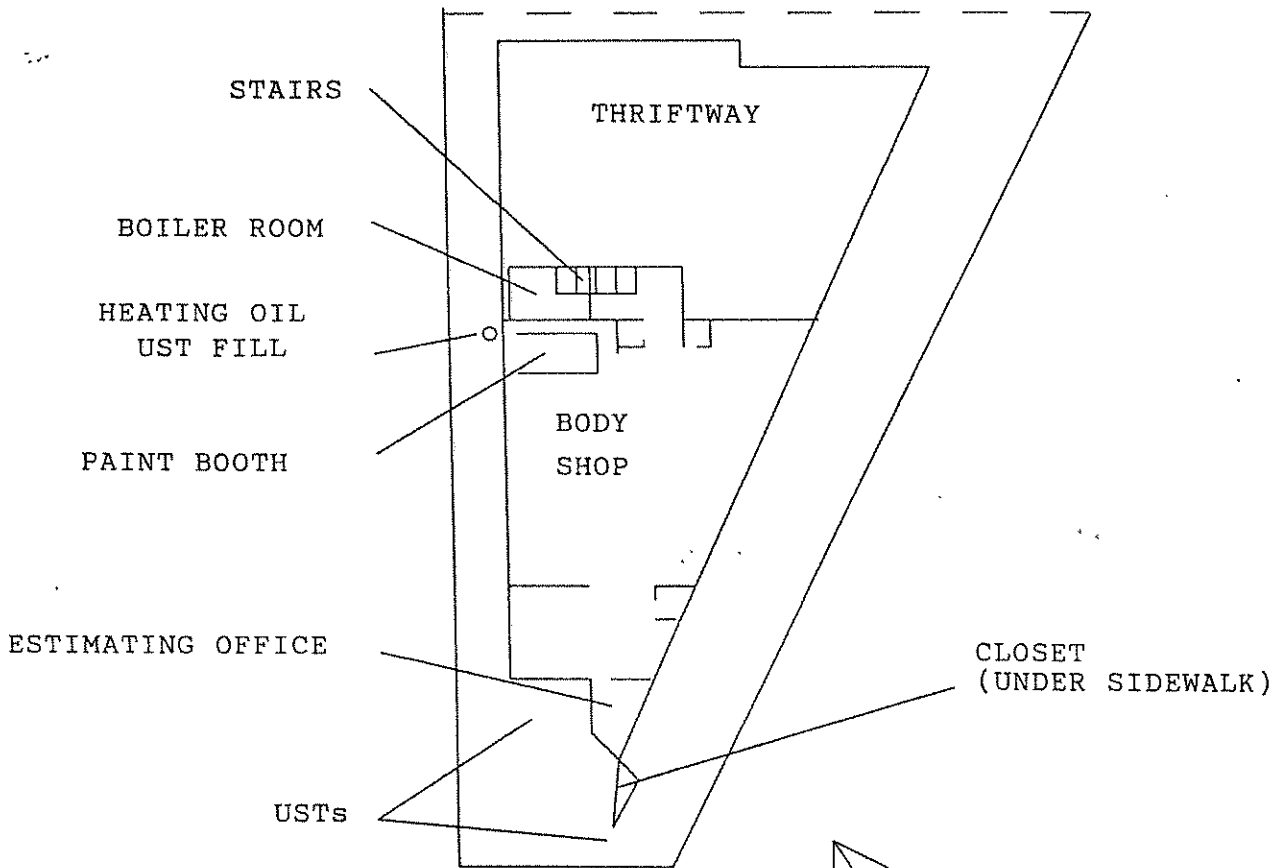 STAIRS
THRIFTWAY
BOILER ROOM
HEATING OIL
UST FILL
PAINT BOOTH
BODY
SHOP
ESTIMATING OFFICE
CLOSET
(UNDER SIDEWALK)
USTs